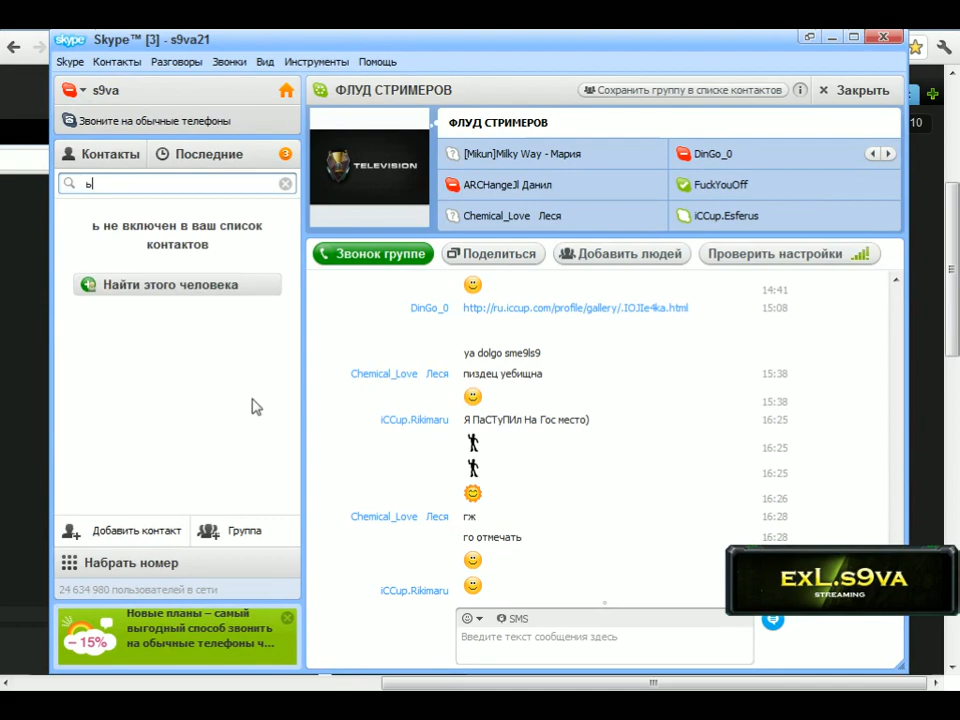 Skype™ [3] - s9va21
Skype Контакты Разговоры Звонки Вид Инструменты Помощь
s9va
Звоните на обычные телефоны
Контакты Последние 3
ы
ь не включен в ваш список
контактов
Найти этого человека
Добавить контакт Группа
Набрать номер
24 634 980 пользователей в сети
Новые планы – самый
выгодный способ звонить
на обычные телефоны ч...
– 15%
ФЛУД СТРИМЕРОВ
Сохранить группу в списке контактов
Закрыть
TELEVISION
ФЛУД СТРИМЕРОВ
[Mikun]Milky Way - Мария DinGo_0
ARCHangeJl Данил FuckYouOff
Chemical_Love Леся iCCup.Esferus
Звонок группе Поделиться Добавить людей Проверить настройки
14:41
DinGo_0 http://ru.iccup.com/profile/gallery/.IOJIe4ka.html 15:08
ya dolgo sme9ls9
Chemical_Love Леся пиздец уебищна 15:38
15:38
iCCup.Rikimaru Я ПаСТуПИл На Гос место) 16:25
16:25
16:25
16:26
Chemical_Love Леся гж 16:28
го отмечать 16:28
iCCup.Rikimaru
SMS
Введите текст сообщения здесь
exL.s9va
STREAMING
10